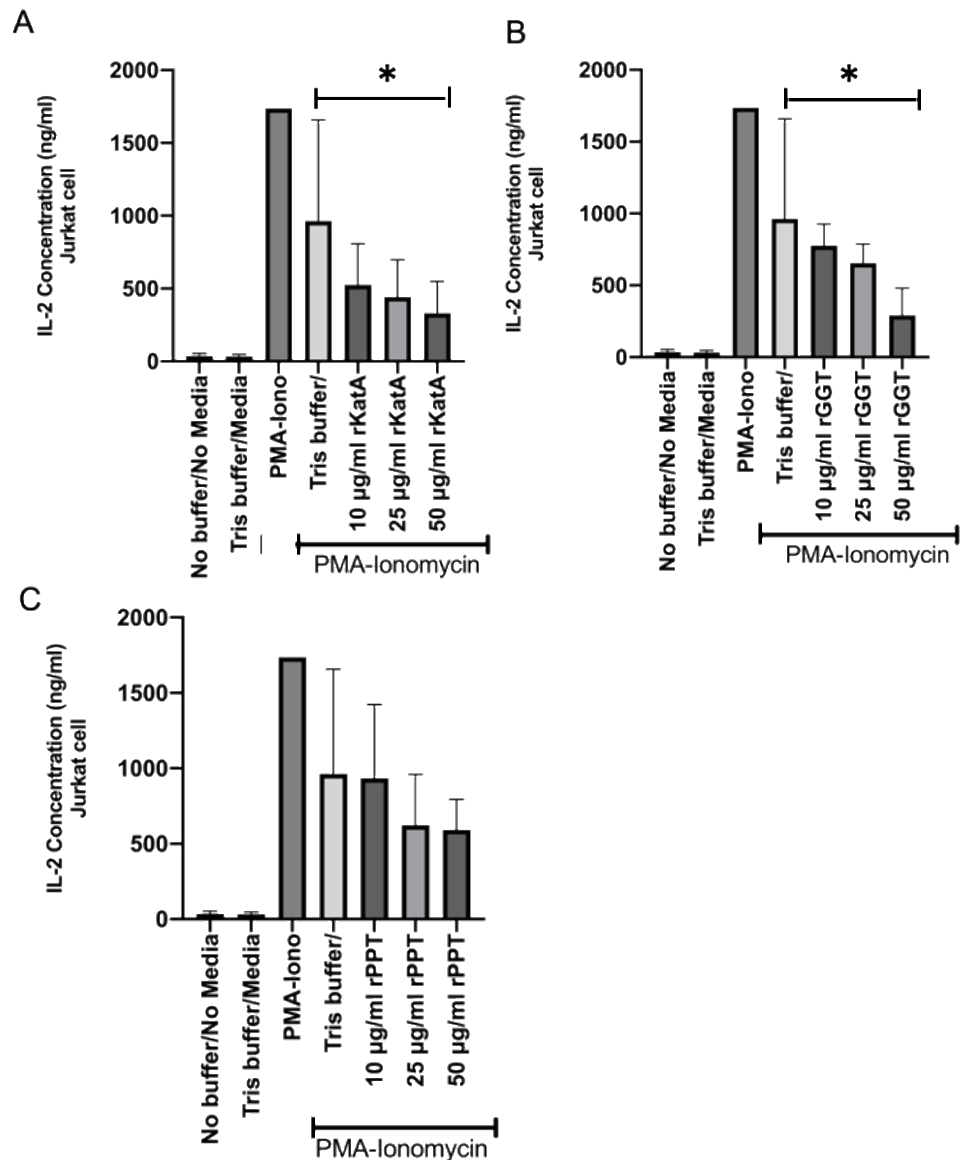 A
IL-2 Concentration (ng/ml)
Jurkat cell
2000
1500
1000
500
0
*
No buffer/No Media
Tris buffer/Media
PMA-Iono
Tris buffer/
10 µg/ml rKatA
25 µg/ml rKatA
50 µg/ml rKatA
PMA-Ionomycin
B
IL-2 Concentration (ng/ml)
Jurkat cell
2000
1500
1000
500
0
*
No buffer/No Media
Tris buffer/Media
PMA-Iono
Tris buffer/
10 µg/ml rGGT
25 µg/ml rGGT
50 µg/ml rGGT
PMA-Ionomycin
C
IL-2 Concentration (ng/ml)
Jurkat cell
2000
1500
1000
500
0
No buffer/No Media
Tris buffer/Media
PMA-Iono
Tris buffer/
10 µg/ml rPPT
25 µg/ml rPPT
50 µg/ml rPPT
PMA-Ionomycin